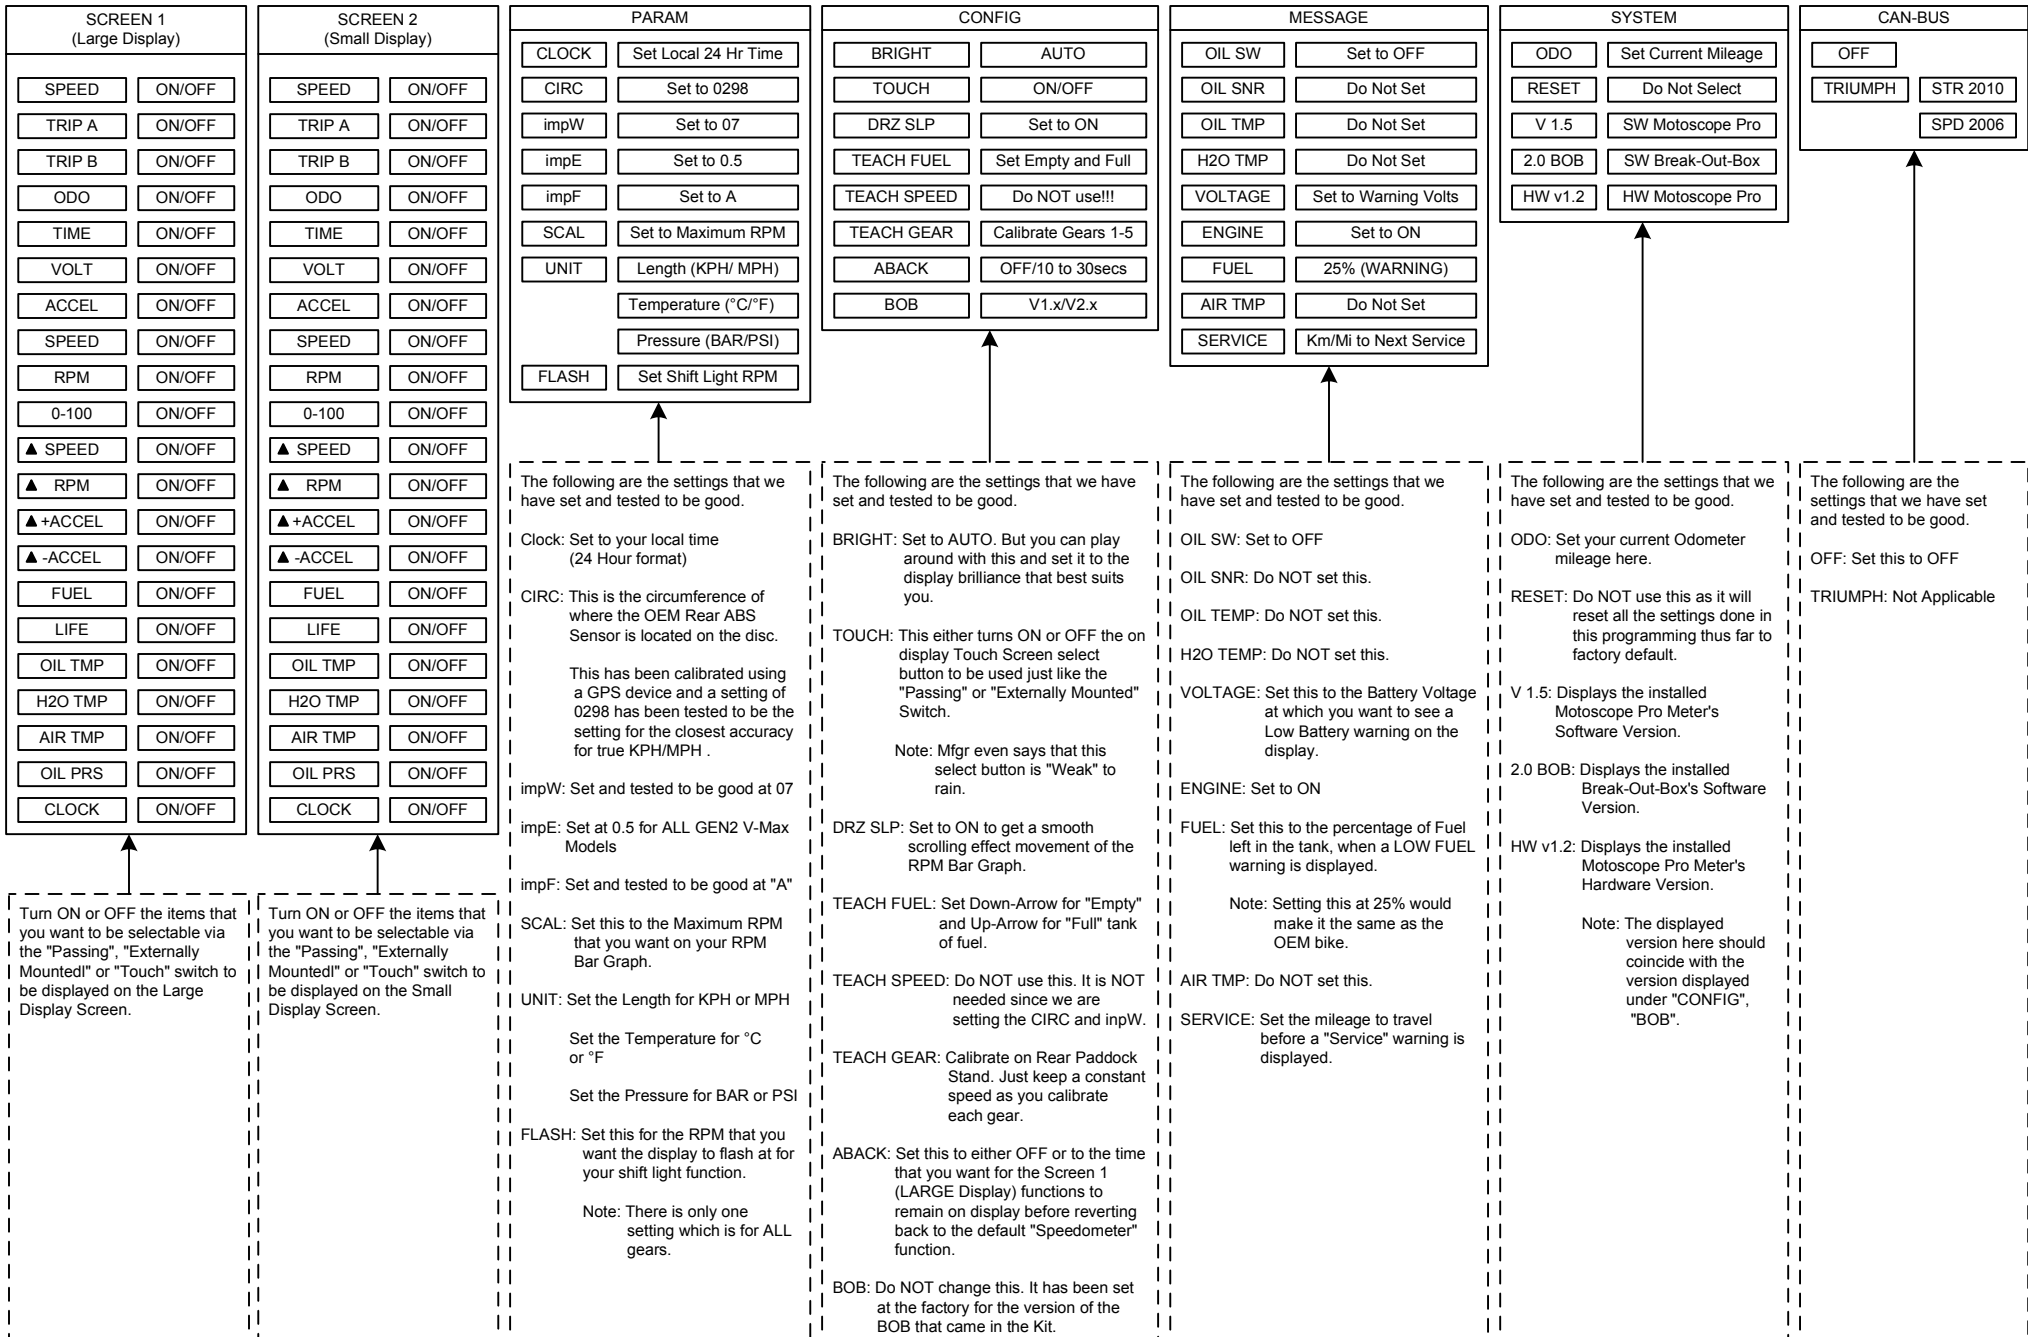 SCREEN 1
(Large Display)
SPEED ON/OFF
TRIP A ON/OFF
TRIP B ON/OFF
ODO ON/OFF
TIME ON/OFF
VOLT ON/OFF
ACCEL ON/OFF
SPEED ON/OFF
RPM ON/OFF
0-100 ON/OFF
▲ SPEED ON/OFF
▲ RPM ON/OFF
▲+ACCEL ON/OFF
▲-ACCEL ON/OFF
FUEL ON/OFF
LIFE ON/OFF
OIL TMP ON/OFF
H2O TMP ON/OFF
AIR TMP ON/OFF
OIL PRS ON/OFF
CLOCK ON/OFF
Turn ON or OFF the items that
you want to be selectable via
the "Passing", "Externally
Mountedl" or "Touch" switch to
be displayed on the Large
Display Screen.
SCREEN 2
(Small Display)
SPEED ON/OFF
TRIP A ON/OFF
TRIP B ON/OFF
ODO ON/OFF
TIME ON/OFF
VOLT ON/OFF
ACCEL ON/OFF
SPEED ON/OFF
RPM ON/OFF
0-100 ON/OFF
▲ SPEED ON/OFF
▲ RPM ON/OFF
▲+ACCEL ON/OFF
▲-ACCEL ON/OFF
FUEL ON/OFF
LIFE ON/OFF
OIL TMP ON/OFF
H2O TMP ON/OFF
AIR TMP ON/OFF
OIL PRS ON/OFF
CLOCK ON/OFF
Turn ON or OFF the items that
you want to be selectable via
the "Passing", "Externally
Mountedl" or "Touch" switch to
be displayed on the Small
Display Screen.
PARAM
CLOCK Set Local 24 Hr Time
CIRC Set to 0298
impW Set to 07
impE Set to 0.5
impF Set to A
SCAL Set to Maximum RPM
UNIT Length (KPH/ MPH)
Temperature (°C/°F)
Pressure (BAR/PSI)
FLASH Set Shift Light RPM
The following are the settings that we
have set and tested to be good.
Clock: Set to your local time
(24 Hour format)
CIRC: This is the circumference of
where the OEM Rear ABS
Sensor is located on the disc.
This has been calibrated using
a GPS device and a setting of
0298 has been tested to be the
setting for the closest accuracy
for true KPH/MPH .
impW: Set and tested to be good at 07
impE: Set at 0.5 for ALL GEN2 V-Max
Models
impF: Set and tested to be good at "A"
SCAL: Set this to the Maximum RPM
that you want on your RPM
Bar Graph.
UNIT: Set the Length for KPH or MPH
Set the Temperature for °C
or °F
Set the Pressure for BAR or PSI
FLASH: Set this for the RPM that you
want the display to flash at for
your shift light function.
Note: There is only one
setting which is for ALL
gears.
CONFIG
BRIGHT AUTO
TOUCH ON/OFF
DRZ SLP Set to ON
TEACH FUEL Set Empty and Full
TEACH SPEED Do NOT use!!!
TEACH GEAR Calibrate Gears 1-5
ABACK OFF/10 to 30secs
BOB V1.x/V2.x
The following are the settings that we have
set and tested to be good.
BRIGHT: Set to AUTO. But you can play
around with this and set it to the
display brilliance that best suits
you.
TOUCH: This either turns ON or OFF the on
display Touch Screen select
button to be used just like the
"Passing" or "Externally Mounted"
Switch.
Note: Mfgr even says that this
select button is "Weak" to
rain.
DRZ SLP: Set to ON to get a smooth
scrolling effect movement of the
RPM Bar Graph.
TEACH FUEL: Set Down-Arrow for "Empty"
and Up-Arrow for "Full" tank
of fuel.
TEACH SPEED: Do NOT use this. It is NOT
needed since we are
setting the CIRC and inpW.
TEACH GEAR: Calibrate on Rear Paddock
Stand. Just keep a constant
speed as you calibrate
each gear.
ABACK: Set this to either OFF or to the time
that you want for the Screen 1
(LARGE Display) functions to
remain on display before reverting
back to the default "Speedometer"
function.
BOB: Do NOT change this. It has been set
at the factory for the version of the
BOB that came in the Kit.
MESSAGE
OIL SW Set to OFF
OIL SNR Do Not Set
OIL TMP Do Not Set
H2O TMP Do Not Set
VOLTAGE Set to Warning Volts
ENGINE Set to ON
FUEL 25% (WARNING)
AIR TMP Do Not Set
SERVICE Km/Mi to Next Service
The following are the settings that we
have set and tested to be good.
OIL SW: Set to OFF
OIL SNR: Do NOT set this.
OIL TEMP: Do NOT set this.
H2O TEMP: Do NOT set this.
VOLTAGE: Set this to the Battery Voltage
at which you want to see a
Low Battery warning on the
display.
ENGINE: Set to ON
FUEL: Set this to the percentage of Fuel
left in the tank, when a LOW FUEL
warning is displayed.
Note: Setting this at 25% would
make it the same as the
OEM bike.
AIR TMP: Do NOT set this.
SERVICE: Set the mileage to travel
before a "Service" warning is
displayed.
SYSTEM
ODO Set Current Mileage
RESET Do Not Select
V 1.5 SW Motoscope Pro
2.0 BOB SW Break-Out-Box
HW v1.2 HW Motoscope Pro
The following are the settings that we
have set and tested to be good.
ODO: Set your current Odometer
mileage here.
RESET: Do NOT use this as it will
reset all the settings done in
this programming thus far to
factory default.
V 1.5: Displays the installed
Motoscope Pro Meter's
Software Version.
2.0 BOB: Displays the installed
Break-Out-Box's Software
Version.
HW v1.2: Displays the installed
Motoscope Pro Meter's
Hardware Version.
Note: The displayed
version here should
coincide with the
version displayed
under "CONFIG",
"BOB".
CAN-BUS
OFF
TRIUMPH STR 2010
SPD 2006
The following are the
settings that we have set
and tested to be good.
OFF: Set this to OFF
TRIUMPH: Not Applicable